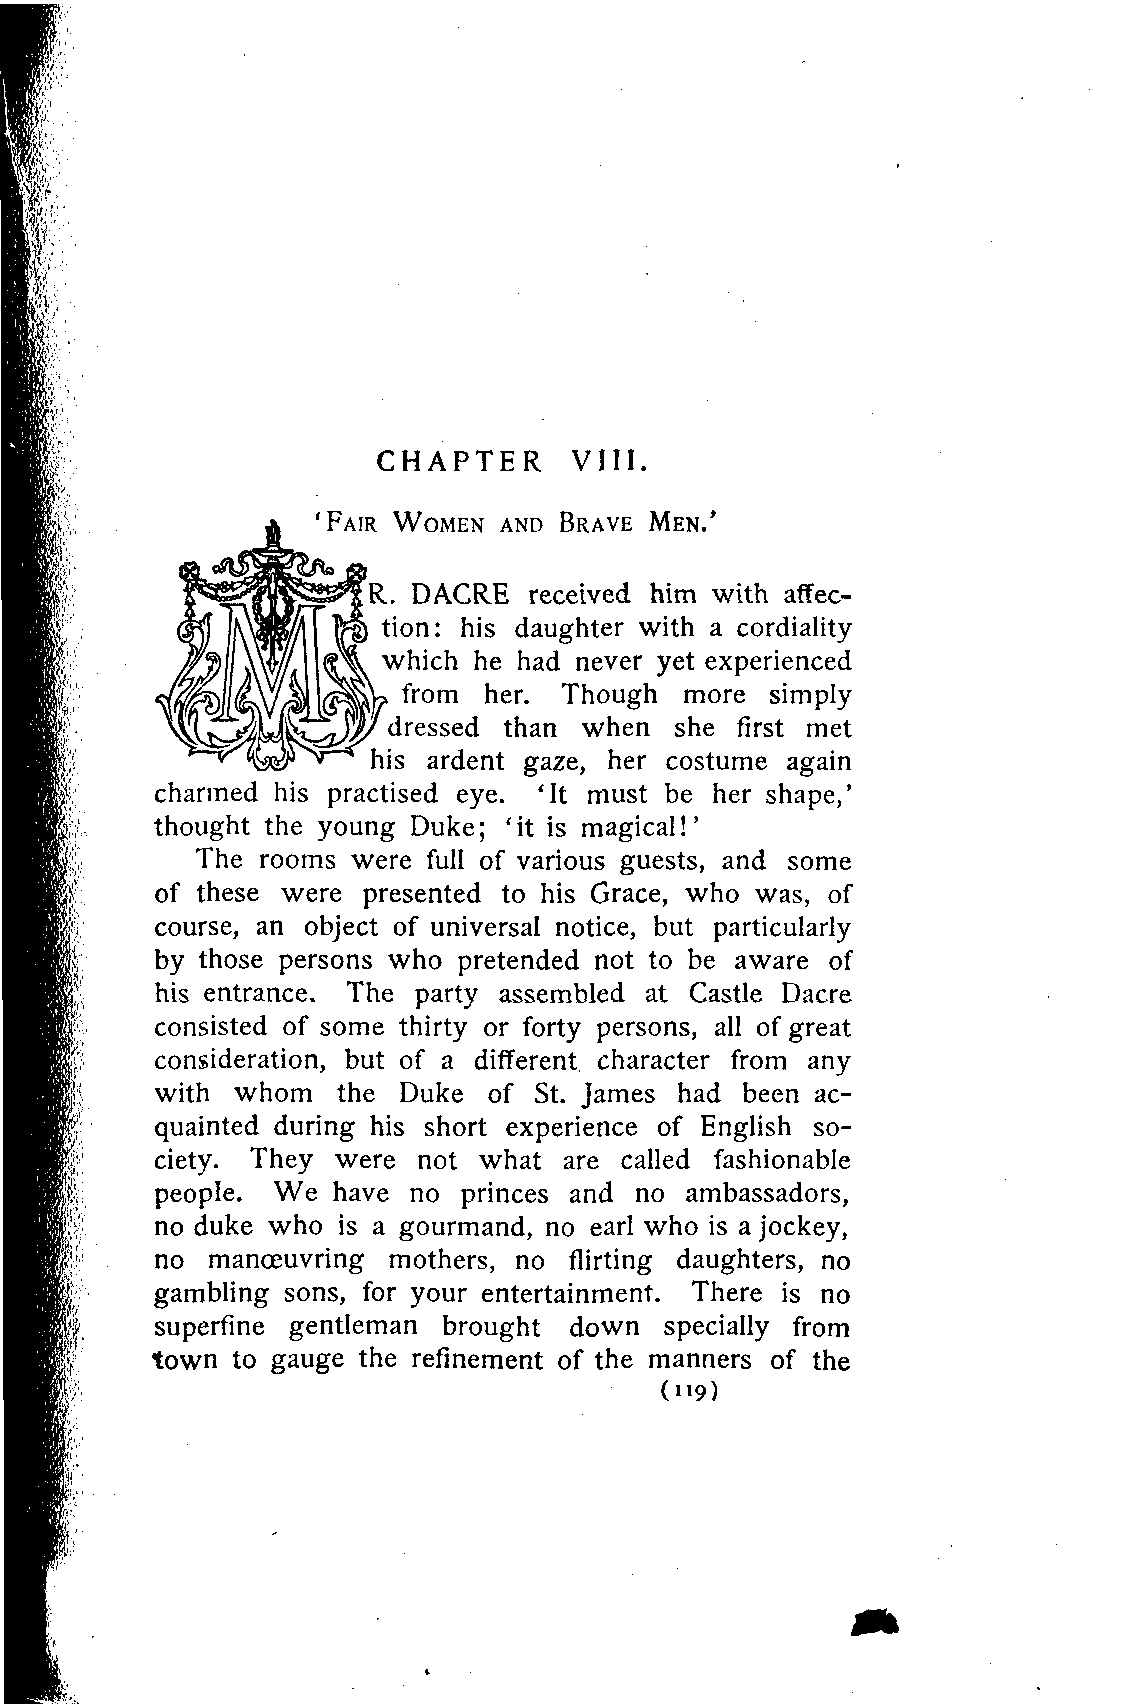 CHAPTER VIII.
'FAIR WOMEN AND BRAVE MEN.'
MR. DACRE received him with affec-
tion: his daughter with a cordiality
which he had never yet experienced
from her. Though more simply
dressed than when she first met
his ardent gaze, her costume again
charmed his practised eye. 'It must be her shape,'
thought the young Duke; 'it is magical!'
The rooms were full of various guests, and some
of these were presented to his Grace, who was, of
course, an object of universal notice, but particularly
by those persons who pretended not to be aware of
his entrance. The party assembled at Castle Dacre
consisted of some thirty or forty persons, all of great
consideration, but of a different character from any
with whom the Duke of St. James had been ac-
quainted during his short experience of English so-
ciety. They were not what are called fashionable
people. We have no princes and no ambassadors,
no duke who is a gourmand, no earl who is a jockey,
no manœuvring mothers, no flirting daughters, no
gambling sons, for your entertainment. There is no
superfine gentleman brought down specially from
town to gauge the refinement of the manners of the
(119)